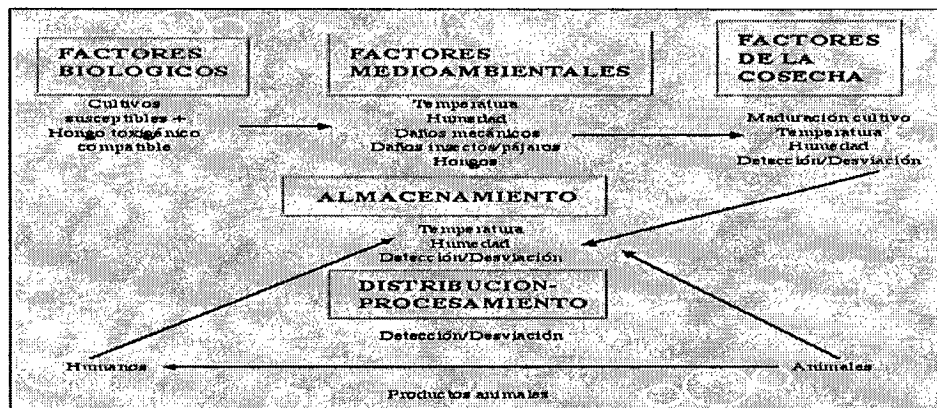 FACTORES
BIOLOGICOS
Cultivos
susceptibles +
Hongo toxigénico
compatible
FACTORES
MEDIOAMBIENTALES
Temperatura
Humedad
Daños mecánicos
Daños insectos/pájaros
Hongos
FACTORES
DE LA
COSECHA
Maduración cultivo
Temperatura
Humedad
Detección/Desviación
ALMACENAMIENTO
Temperatura
Humedad
Detección/Desviación
DISTRIBUCION-
PROCESAMIENTO
Detección/Desviación
Humanos
Animales
Productos animales